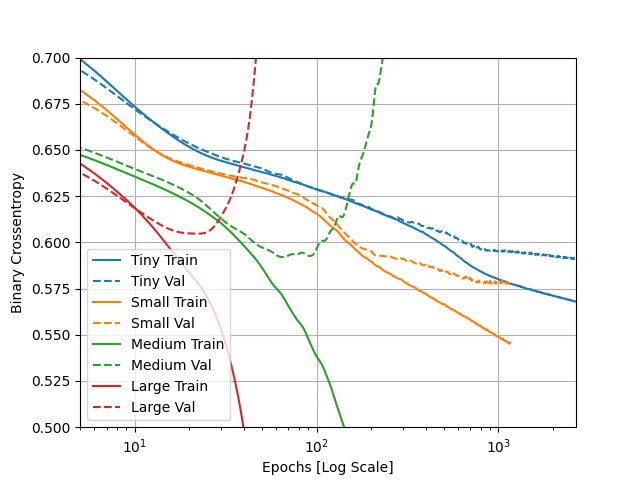 0.700
0.675
0.650
0.625
0.600
0.575
0.550
0.525
0.500
Binary Crossentropy
Tiny Train
Tiny Val
Small Train
Small Val
Medium Train
Medium Val
Large Train
Large Val
10¹ 10² 10³
Epochs [Log Scale]